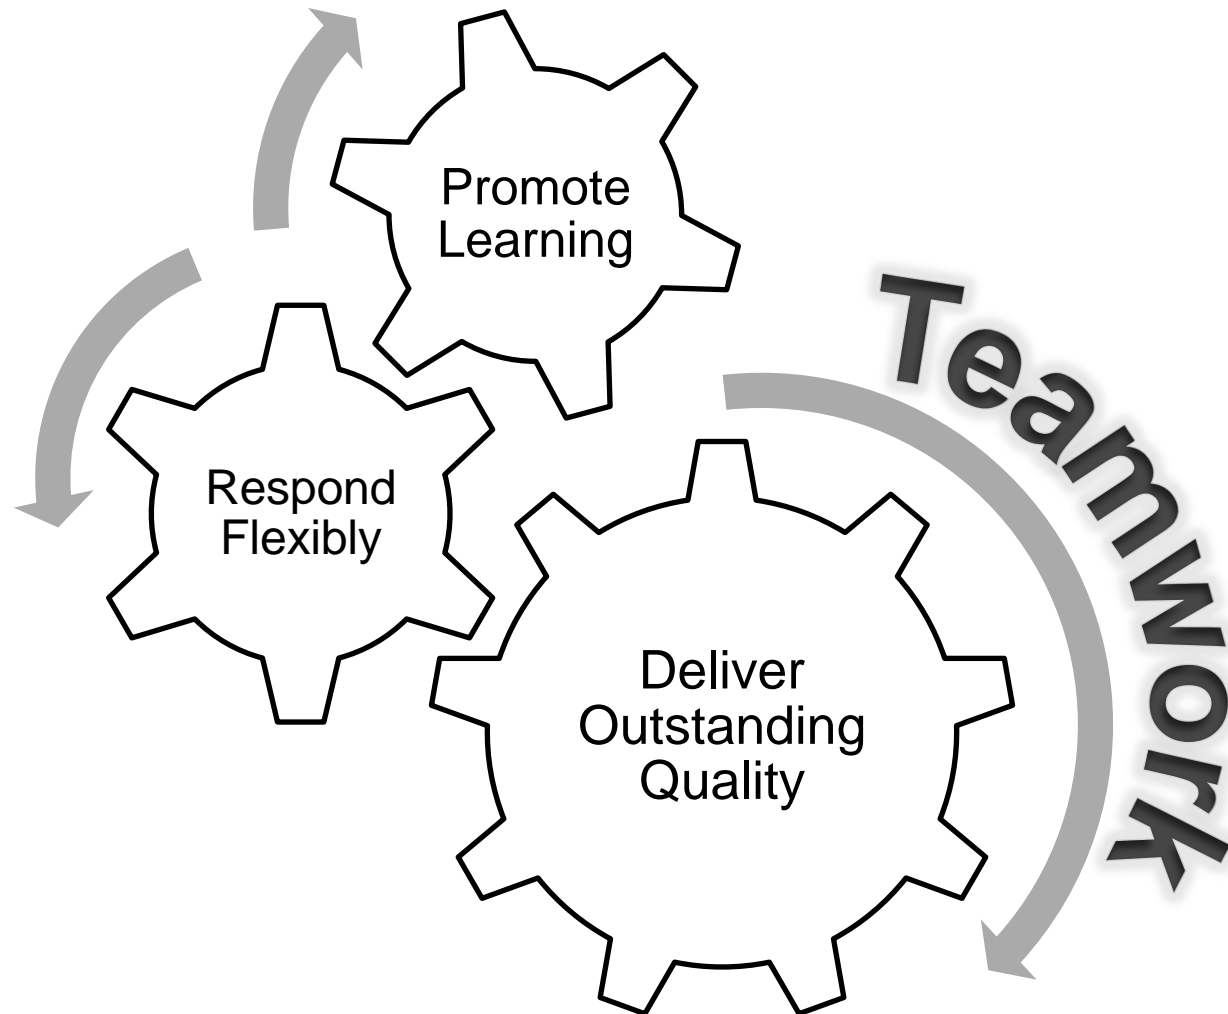 Promote
Learning
Respond
Flexibly
Deliver
Outstanding
Quality
Teamwork